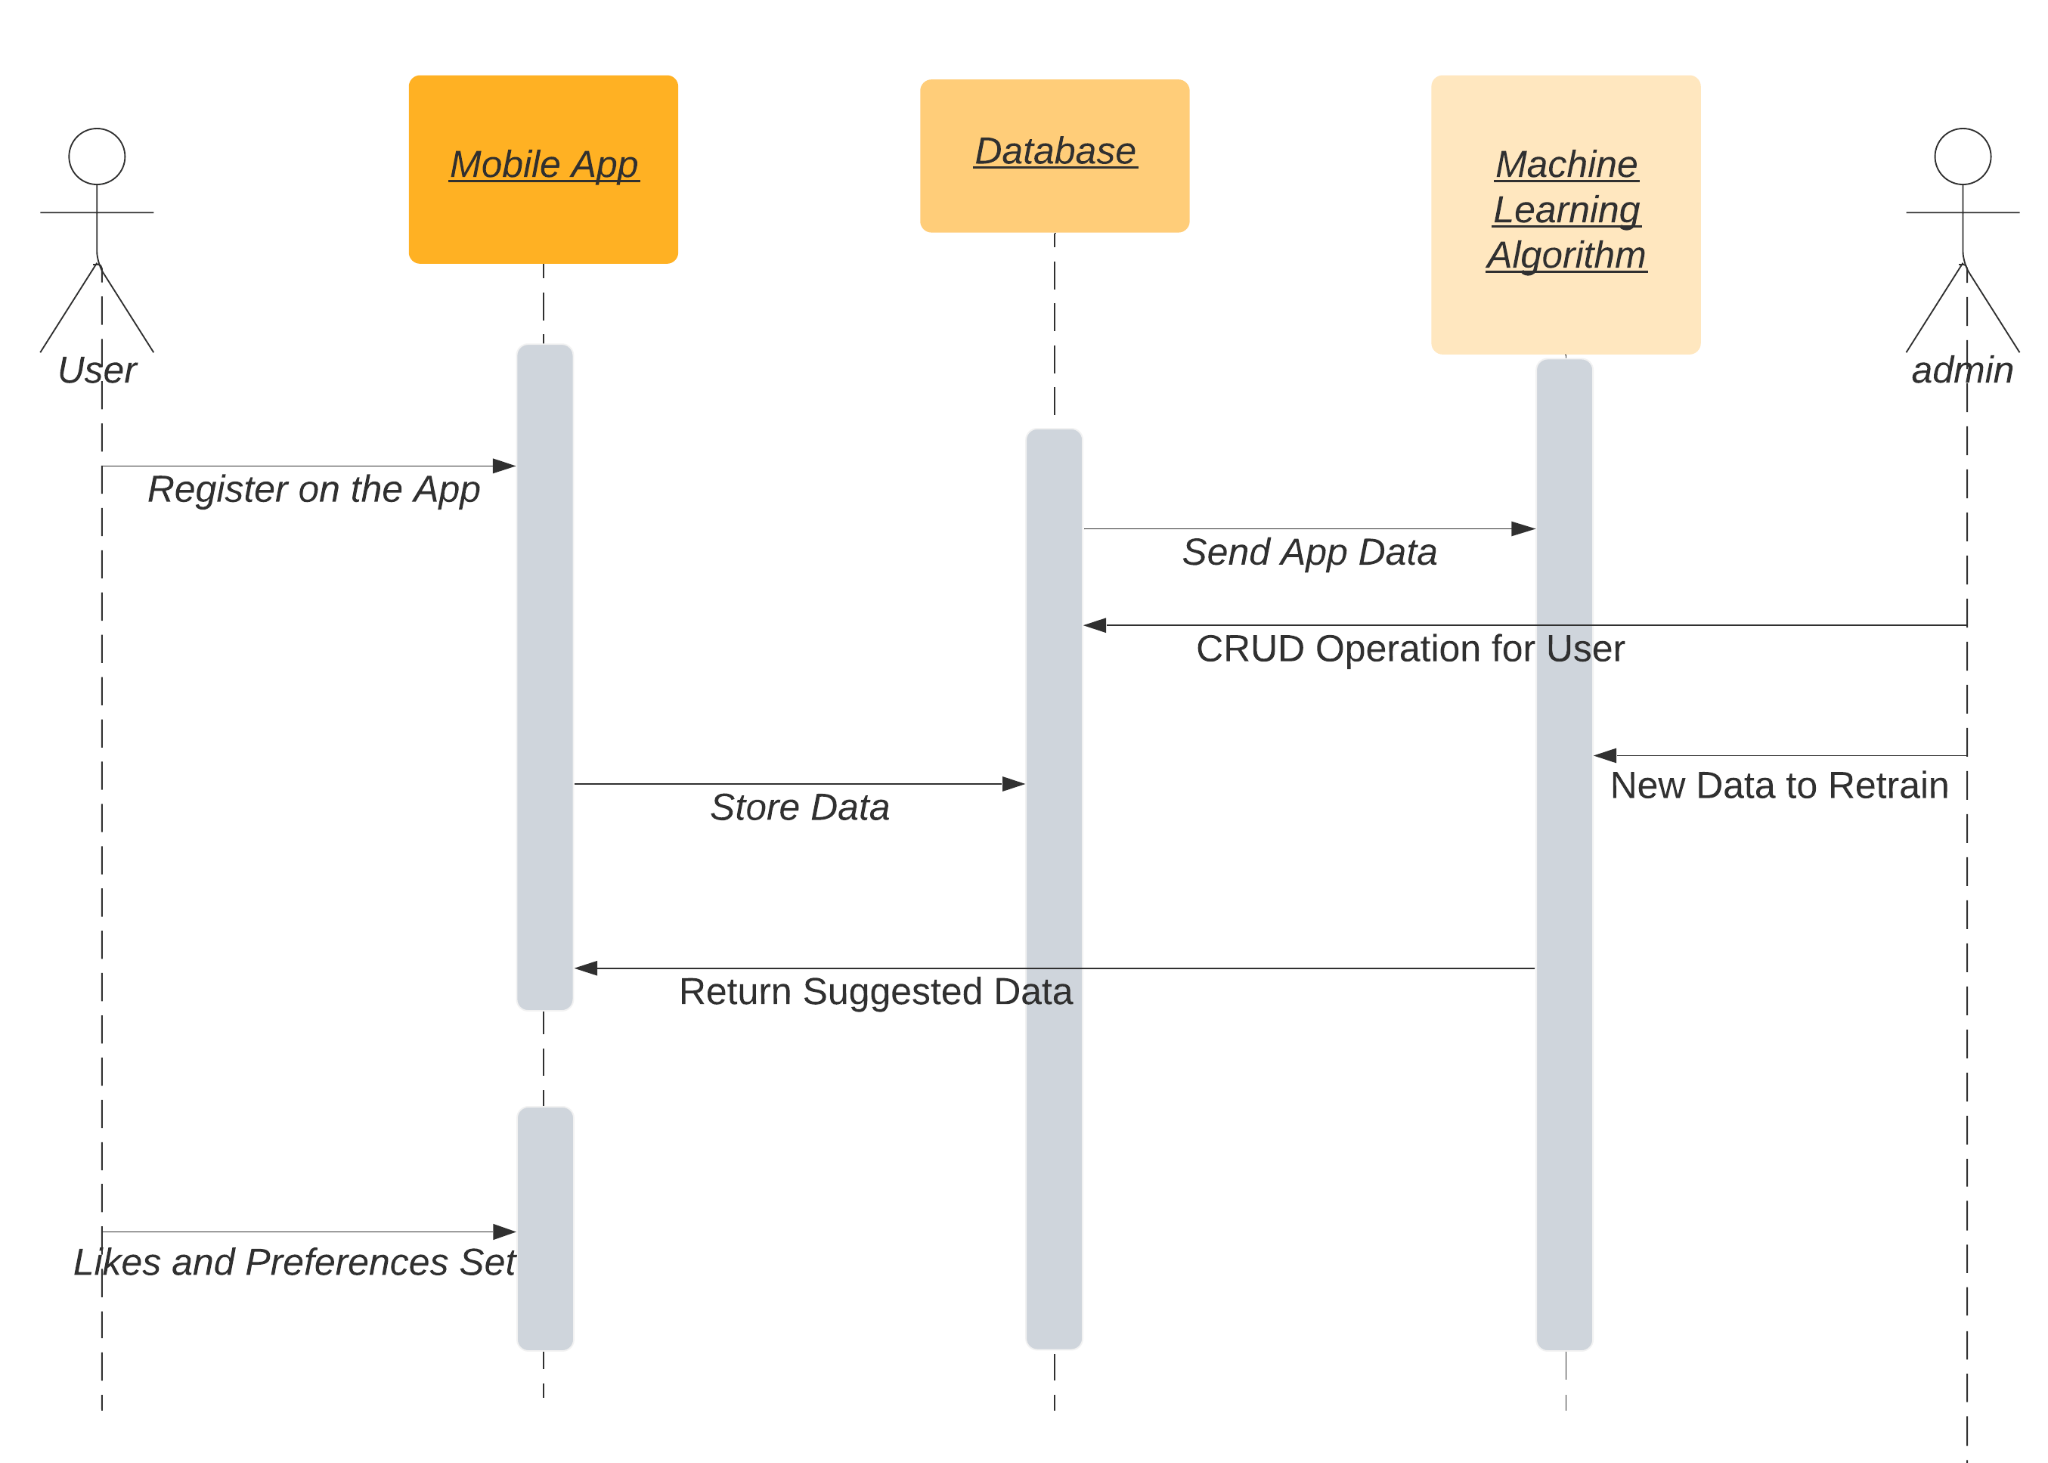 Mobile App
Database
Machine
Learning
Algorithm
User
admin
Register on the App
Send App Data
CRUD Operation for User
New Data to Retrain
Store Data
Return Suggested Data
Likes and Preferences Set